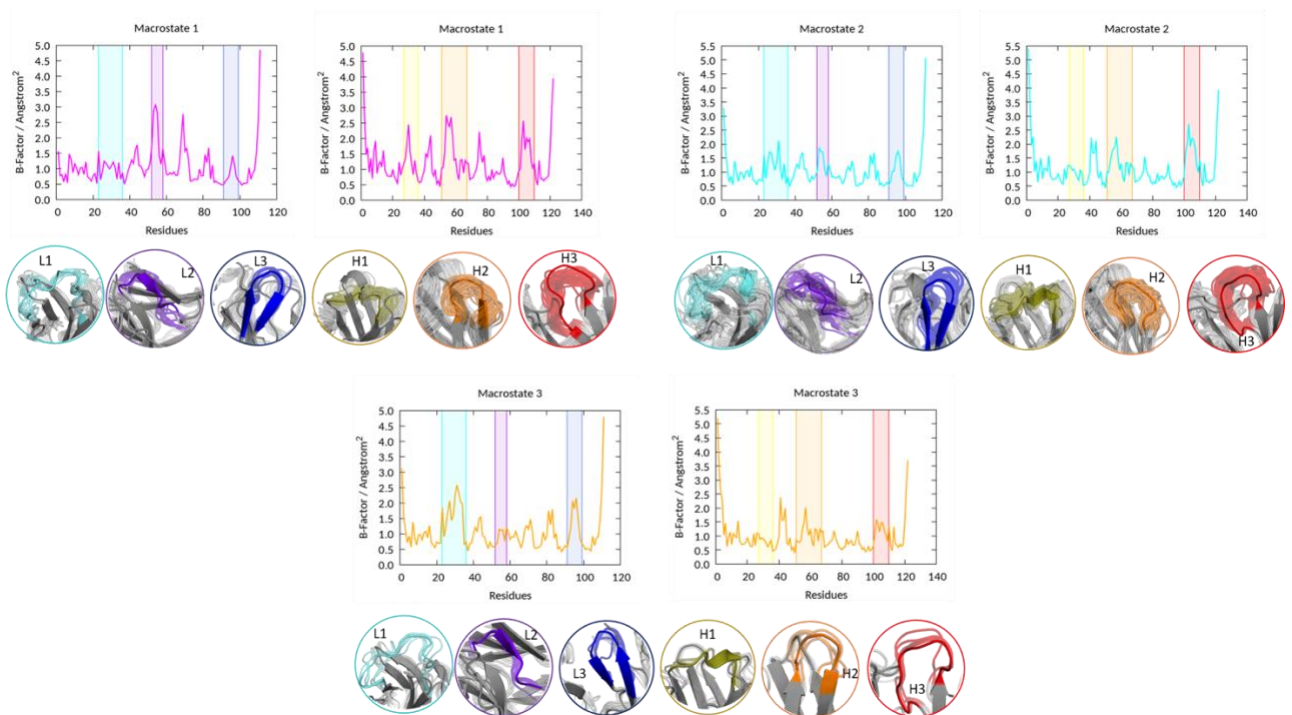 Macrostate 1
B-Factor / Angstrom²
5.0
4.5
4.0
3.5
3.0
2.5
2.0
1.5
1.0
0.5
0.0
0 20 40 60 80 100 120
Residues
Macrostate 1
B-Factor / Angstrom²
5.0
4.5
4.0
3.5
3.0
2.5
2.0
1.5
1.0
0.5
0.0
0 20 40 60 80 100 120 140
Residues
Macrostate 2
B-Factor / Angstrom²
5.5
5.0
4.5
4.0
3.5
3.0
2.5
2.0
1.5
1.0
0.5
0.0
0 20 40 60 80 100 120
Residues
Macrostate 2
B-Factor / Angstrom²
5.5
5.0
4.5
4.0
3.5
3.0
2.5
2.0
1.5
1.0
0.5
0.0
0 20 40 60 80 100 120 140
Residues
L1
L2
L3
H1
H2
H3
L1
L2
L3
H1
H2
H3
Macrostate 3
B-Factor / Angstrom²
5.0
4.5
4.0
3.5
3.0
2.5
2.0
1.5
1.0
0.5
0.0
0 20 40 60 80 100 120
Residues
Macrostate 3
B-Factor / Angstrom²
5.5
5.0
4.5
4.0
3.5
3.0
2.5
2.0
1.5
1.0
0.5
0.0
0 20 40 60 80 100 120 140
Residues
L1
L2
L3
H1
H2
H3